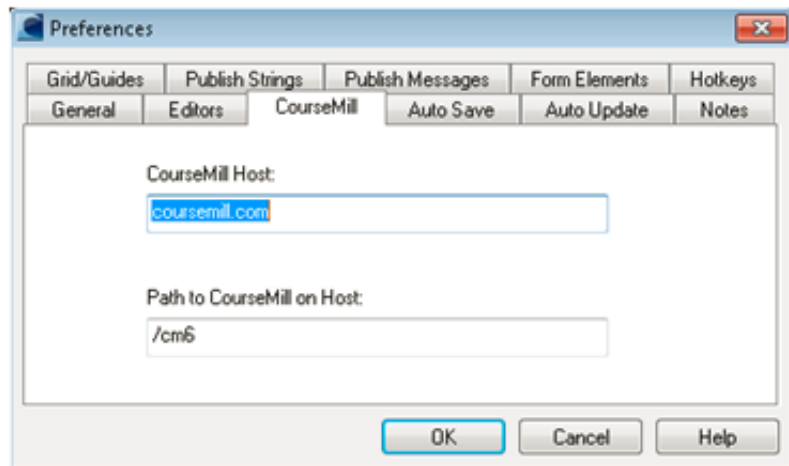 Preferences
Grid/Guides Publish Strings Publish Messages Form Elements Hotkeys
General Editors CourseMill Auto Save Auto Update Notes
CourseMill Host:
coursemill.com
Path to CourseMill on Host:
/cm6
OK Cancel Help